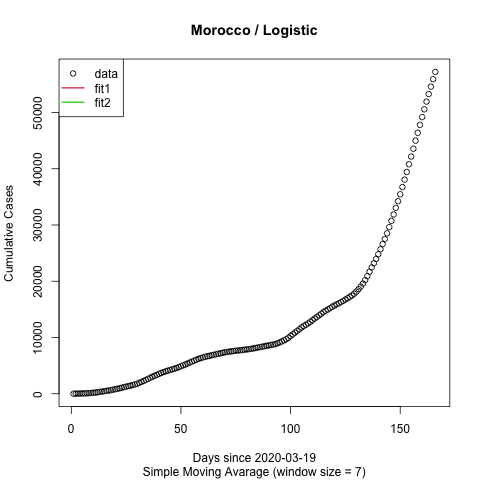 Morocco / Logistic
data
fit1
fit2
Cumulative Cases
50000
40000
30000
20000
10000
0
0 50 100 150
Days since 2020-03-19
Simple Moving Avarage (window size = 7)